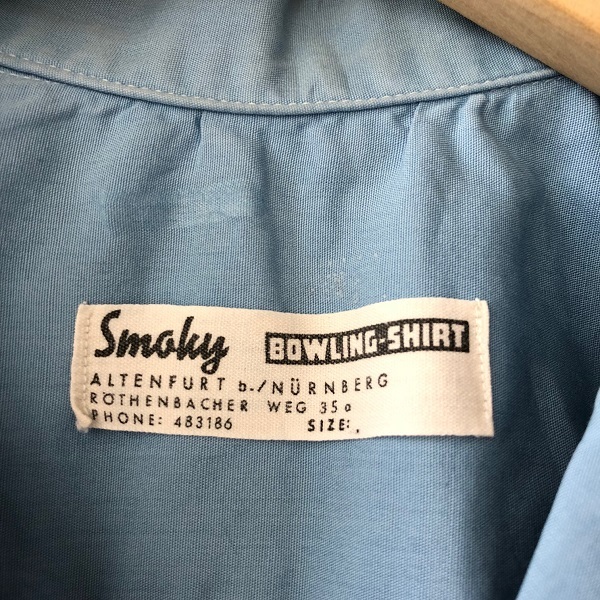 Smoky BOWLING-SHIRT
ALTENFURT b./NÜRNBERG
RÖTHENBACHER WEG 35a
PHONE: 483186 SIZE: